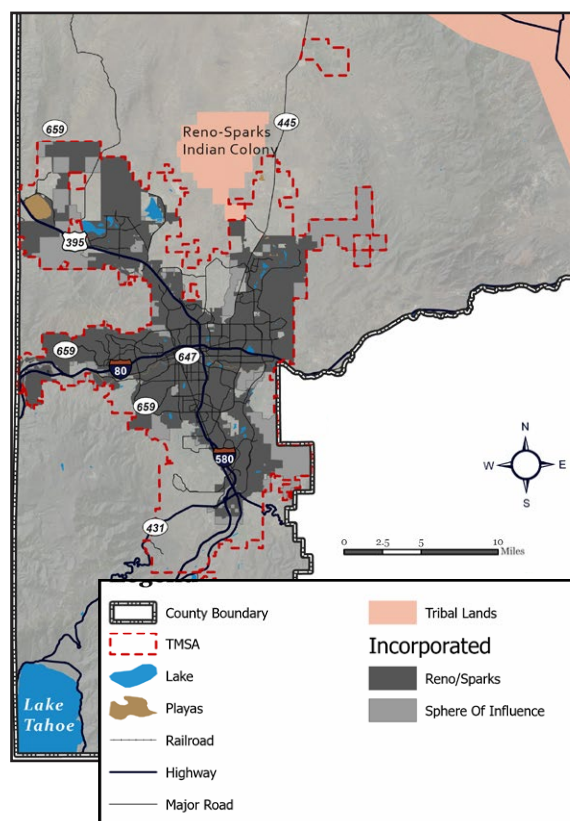 659
445
Reno-Sparks
Indian Colony
395
659
647
80
659
580
N
W E
S
431
0 2.5 5 10
Miles
County Boundary
TMSA
Lake
Playas
Railroad
Highway
Major Road
Tribal Lands
Incorporated
Reno/Sparks
Sphere Of Influence
Lake
Tahoe